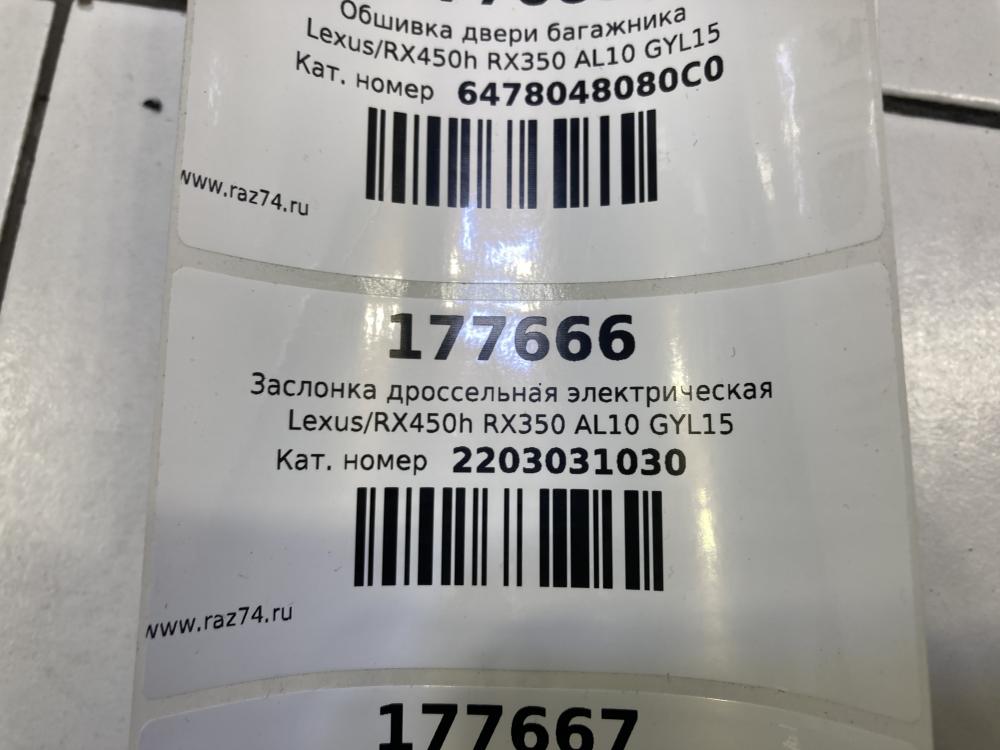 Обшивка двери багажника
Lexus/RX450h RX350 AL10 GYL15
Кат. номер 6478048080C0
www.raz74.ru
177666
Заслонка дроссельная электрическая
Lexus/RX450h RX350 AL10 GYL15
Кат. номер 2203031030
www.raz74.ru
177667